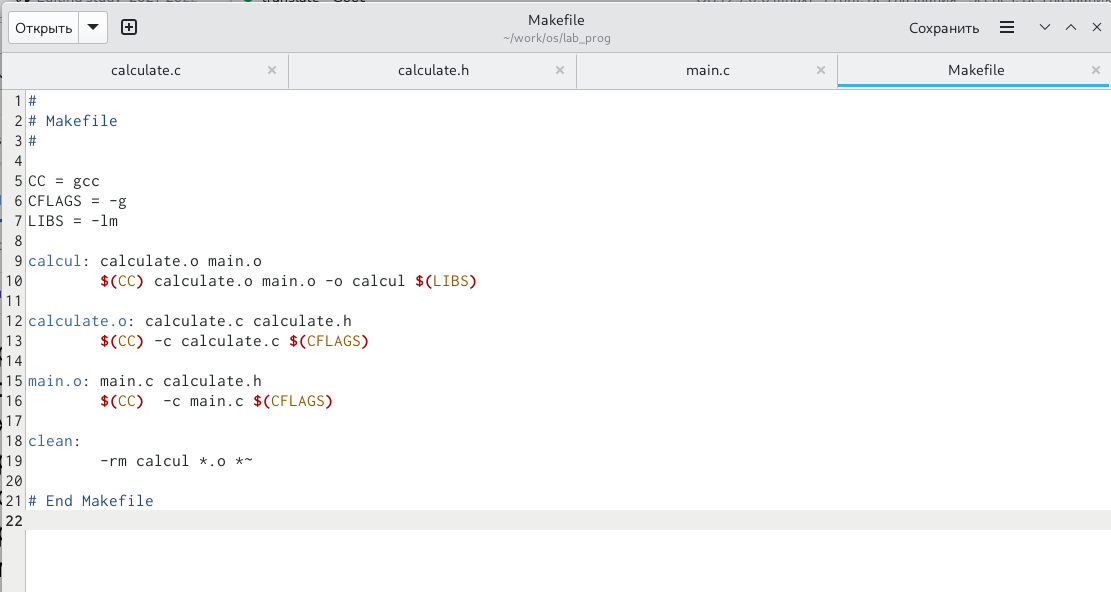 Открыть
Makefile
~/work/os/lab_prog
Сохранить
calculate.c
calculate.h
main.c
Makefile
1 #
2 # Makefile
3 #
4
5 CC = gcc
6 CFLAGS = -g
7 LIBS = -lm
8
9 calcul: calculate.o main.o
10 $(CC) calculate.o main.o -o calcul $(LIBS)
11
12 calculate.o: calculate.c calculate.h
13 $(CC) -c calculate.c $(CFLAGS)
14
15 main.o: main.c calculate.h
16 $(CC)  -c main.c $(CFLAGS)
17
18 clean:
19 -rm calcul *.o *~
20
21 # End Makefile
22